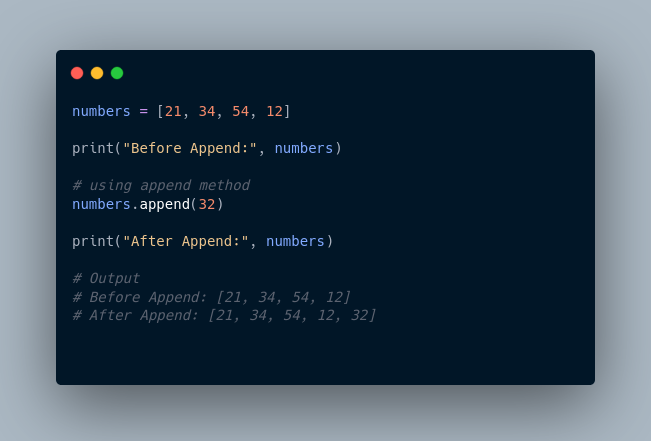 numbers = [21, 34, 54, 12]
print("Before Append:", numbers)
# using append method
numbers.append(32)
print("After Append:", numbers)
# Output
# Before Append: [21, 34, 54, 12]
# After Append: [21, 34, 54, 12, 32]